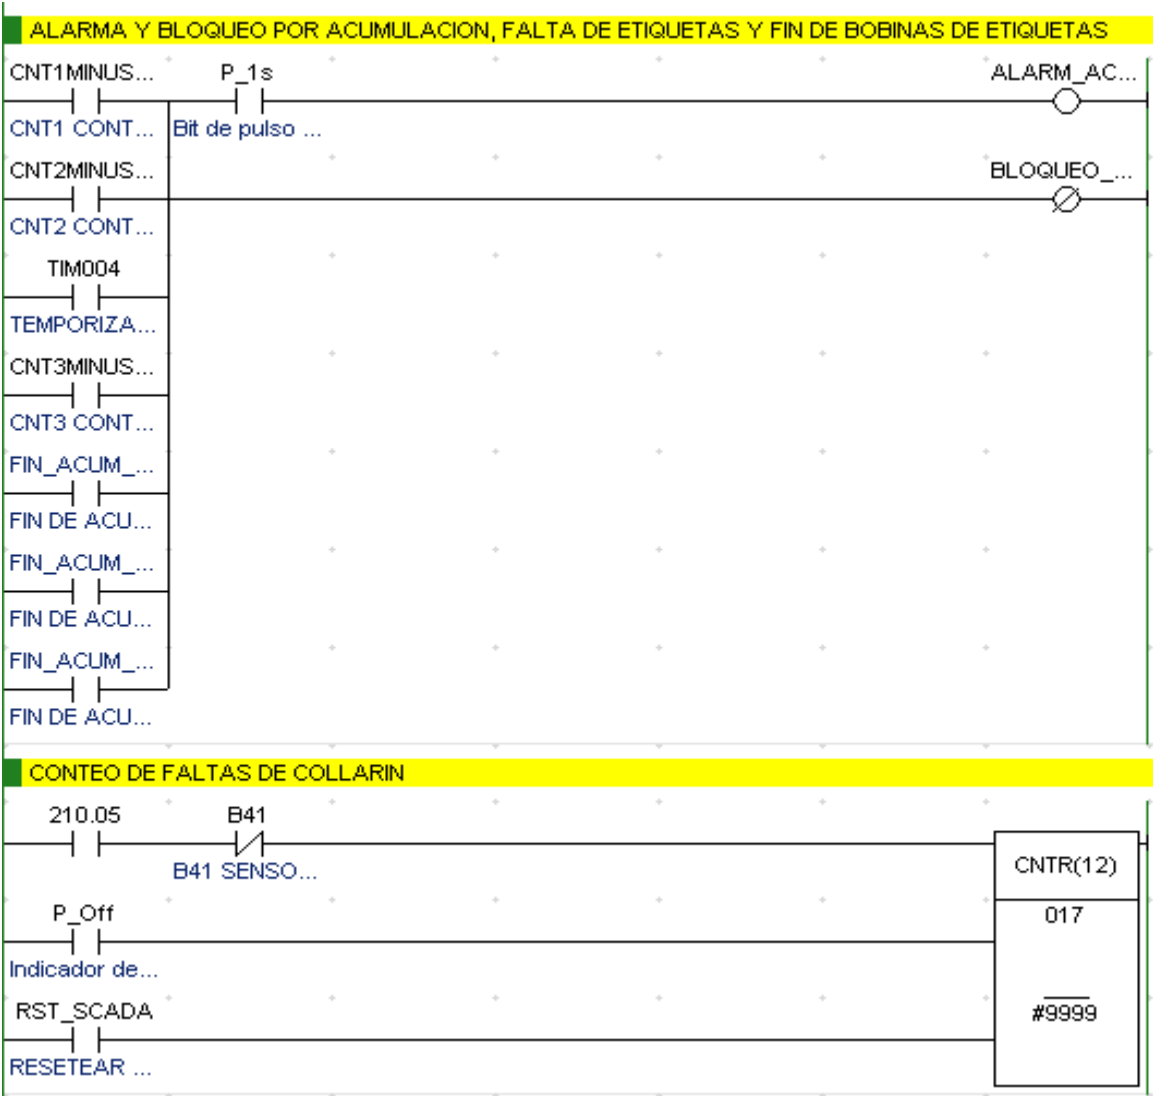 ALARMA Y BLOQUEO POR ACUMULACION, FALTA DE ETIQUETAS Y FIN DE BOBINAS DE ETIQUETAS
CNT1MINUS... P_1s ALARM_AC...
CNT1 CONT... Bit de pulso ...
CNT2MINUS... BLOQUEO_...
CNT2 CONT...
TIM004
TEMPORIZA...
CNT3MINUS...
CNT3 CONT...
FIN_ACUM_...
FIN DE ACU...
FIN_ACUM_...
FIN DE ACU...
FIN_ACUM_...
FIN DE ACU...
CONTEO DE FALTAS DE COLLARIN
210.05 B41
B41 SENSO... CNTR(12)
P_Off 017
Indicador de...
RST_SCADA #9999
RESETEAR ...